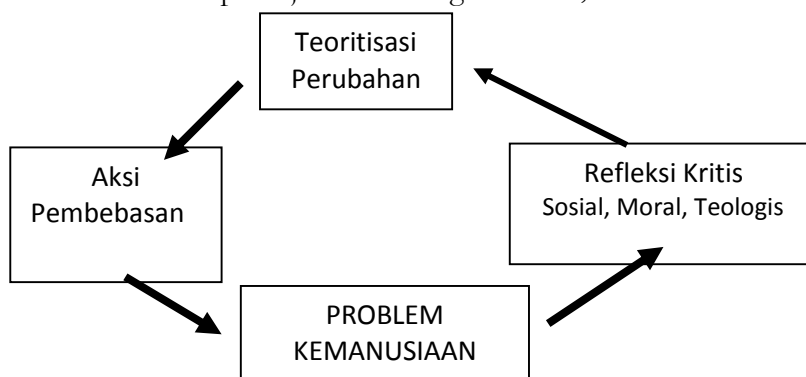 Teoritisasi
Perubahan
Aksi
Pembebasan
Refleksi Kritis
Sosial, Moral, Teologis
PROBLEM
KEMANUSIAAN